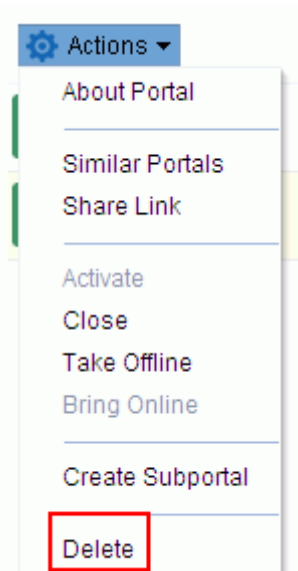 Actions
About Portal
Similar Portals
Share Link
Activate
Close
Take Offline
Bring Online
Create Subportal
Delete